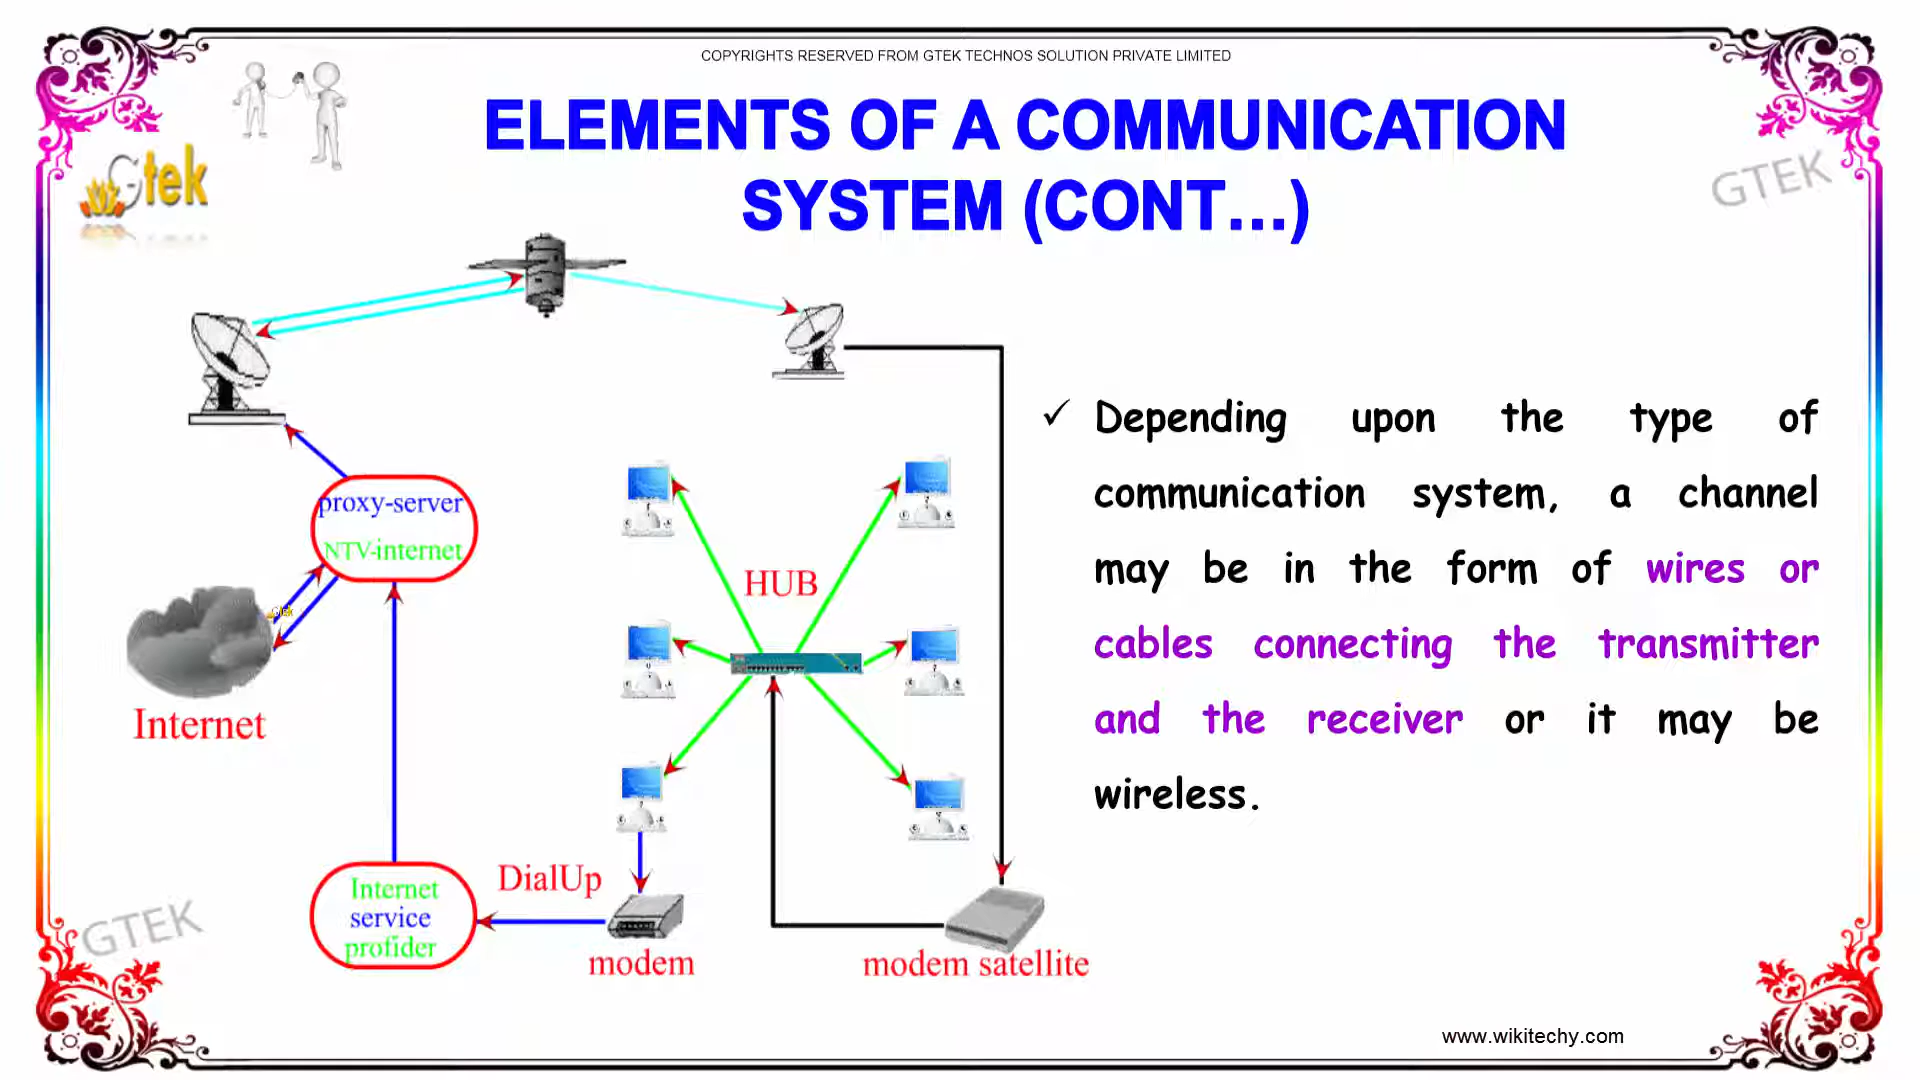 COPYRIGHTS RESERVED FROM GTEK TECHNOS SOLUTION PRIVATE LIMITED
ELEMENTS OF A COMMUNICATION
SYSTEM (CONT...)
Gtek
GTEK
Depending upon the type of
communication system, a channel
may be in the form of wires or
cables connecting the transmitter
and the receiver or it may be
wireless.
proxy-server
NTV-internet
HUB
Gtek
Internet
DialUp
Internet
service
profider
modem
modem satellite
GTEK
www.wikitechy.com